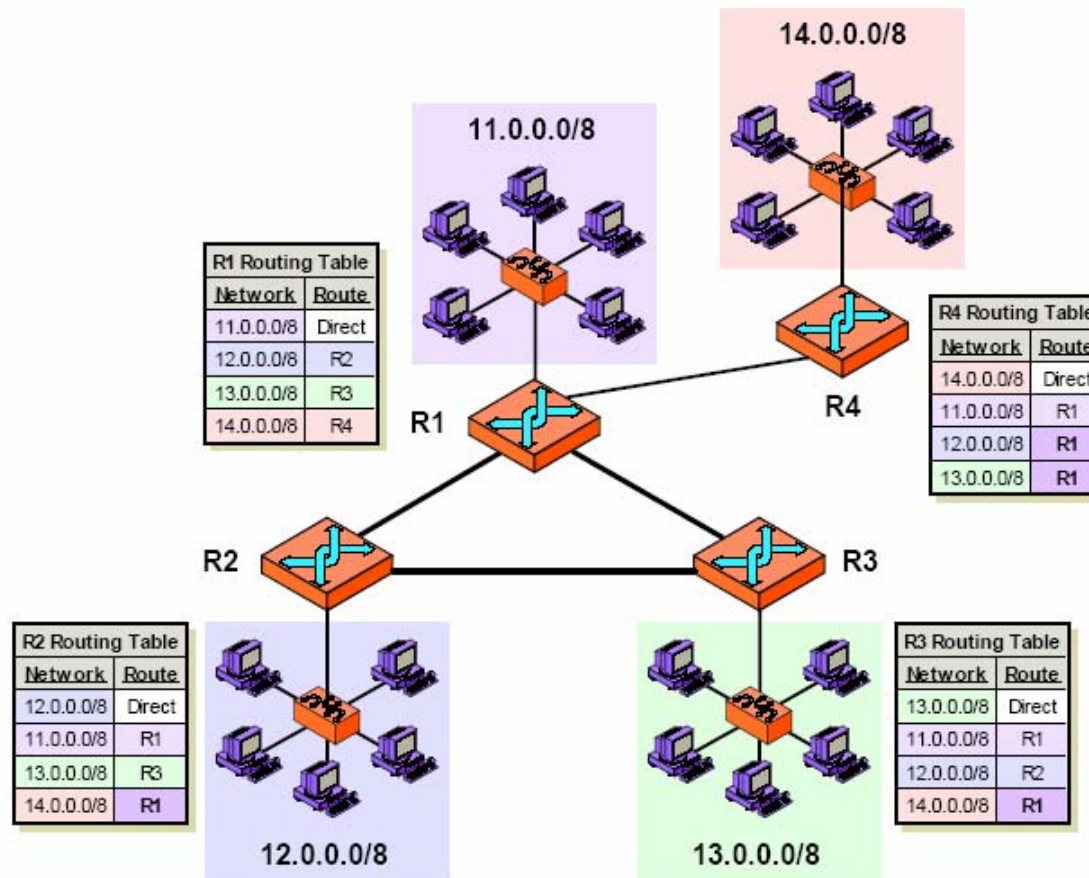 14.0.0.0/8
11.0.0.0/8
R1 Routing Table
Network Route
11.0.0.0/8 Direct
12.0.0.0/8 R2
13.0.0.0/8 R3
14.0.0.0/8 R4
R4 Routing Table
Network Route
14.0.0.0/8 Direct
11.0.0.0/8 R1
12.0.0.0/8 R1
13.0.0.0/8 R1
R1
R4
R2
R3
R2 Routing Table
Network Route
12.0.0.0/8 Direct
11.0.0.0/8 R1
13.0.0.0/8 R3
14.0.0.0/8 R1
R3 Routing Table
Network Route
13.0.0.0/8 Direct
11.0.0.0/8 R1
12.0.0.0/8 R2
14.0.0.0/8 R1
12.0.0.0/8
13.0.0.0/8